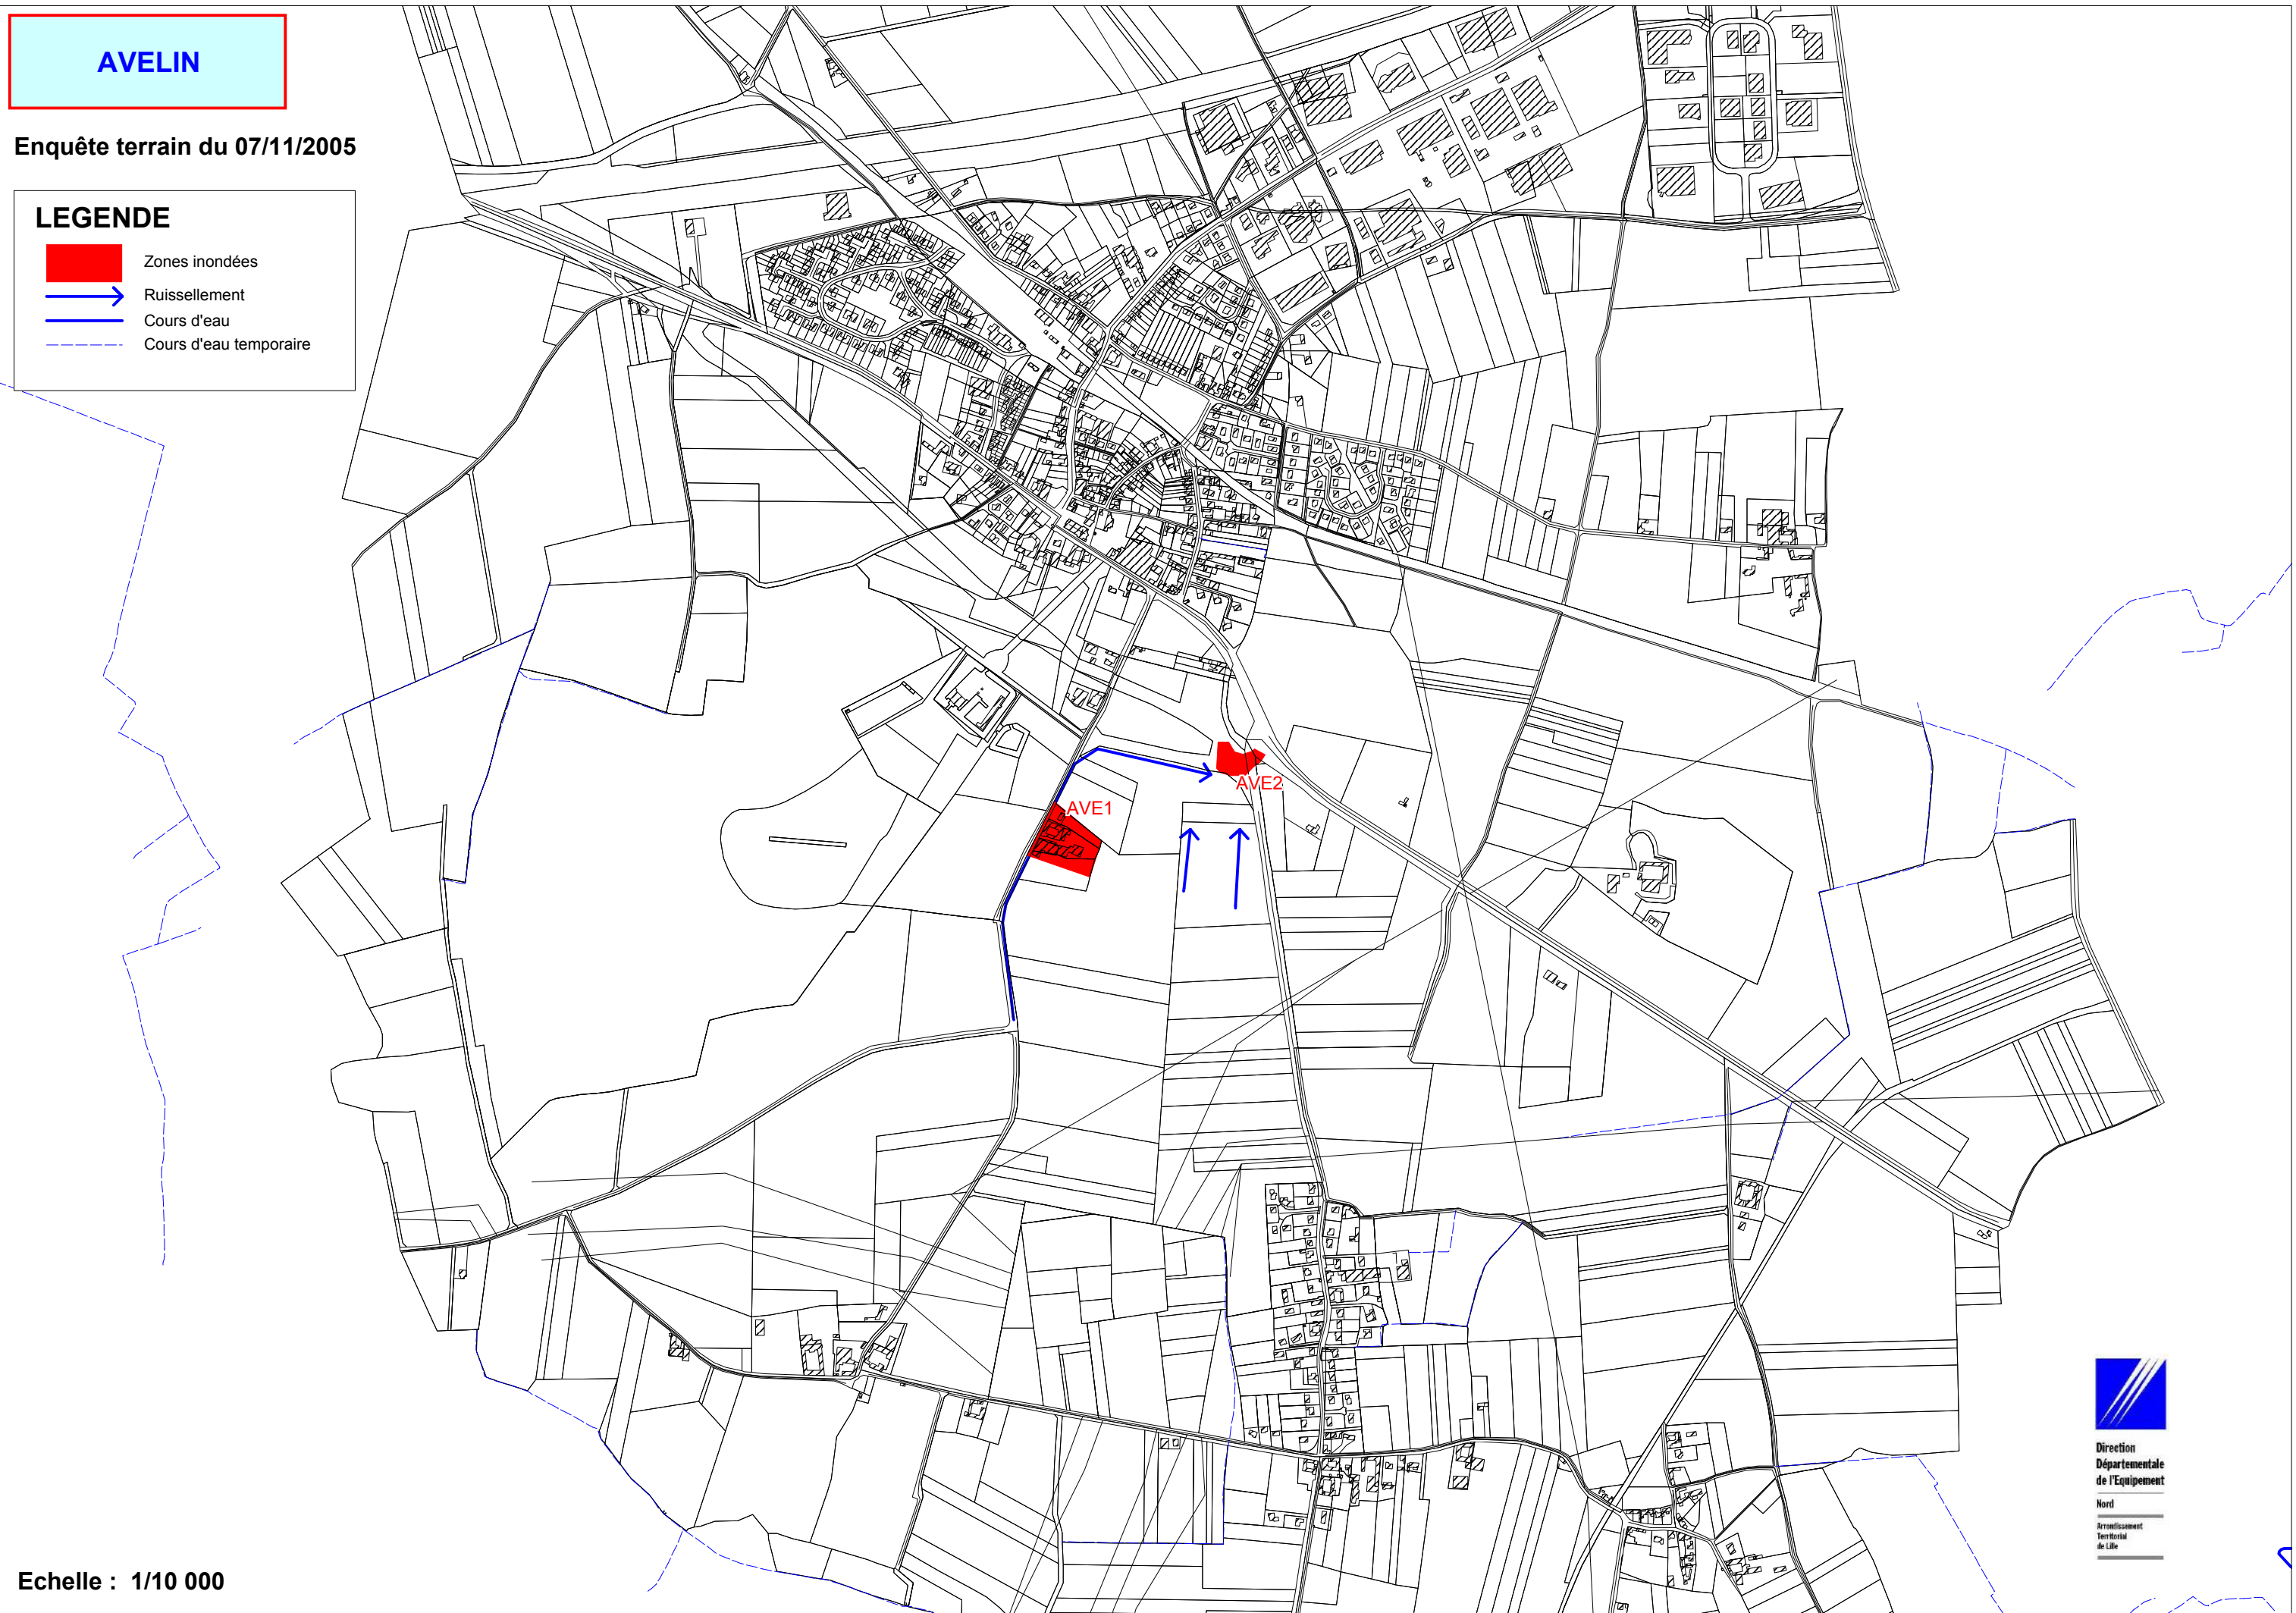 AVELIN
Enquête terrain du 07/11/2005
LEGENDE
Zones inondées
Ruissellement
Cours d'eau
Cours d'eau temporaire
AVE2
AVE1
Direction
Départementale
de l'Equipement
Nord
Arrondissement
Territorial
de Lille
Echelle : 1/10 000